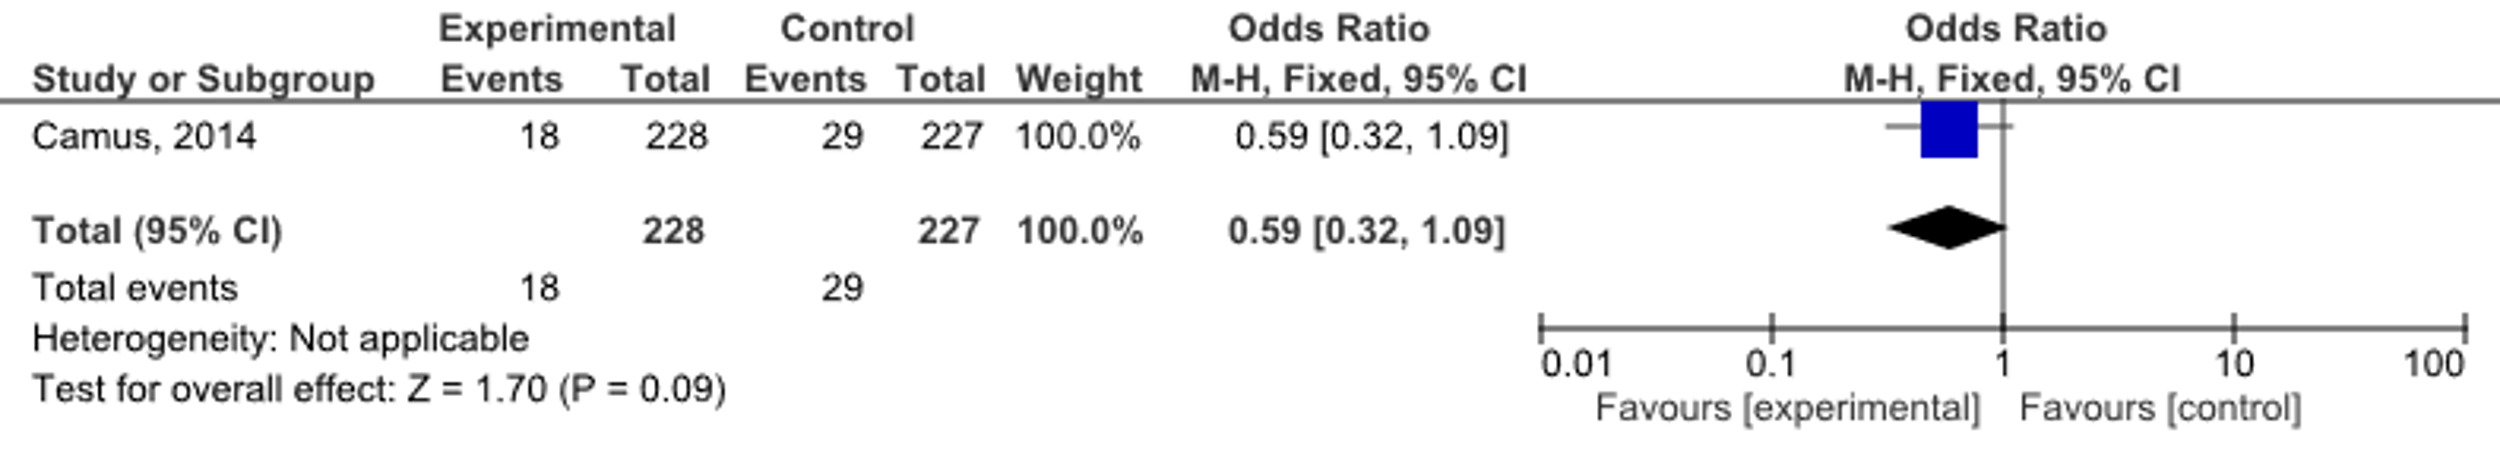 Experimental Control Odds Ratio Odds Ratio
Study or Subgroup Events Total Events Total Weight M-H, Fixed, 95% CI M-H, Fixed, 95% CI
Camus, 2014 18 228 29 227 100.0% 0.59 [0.32, 1.09]
Total (95% CI) 228 227 100.0% 0.59 [0.32, 1.09]
Total events 18 29
Heterogeneity: Not applicable
Test for overall effect: Z = 1.70 (P = 0.09)
0.01 0.1 1 10 100
Favours [experimental] Favours [control]